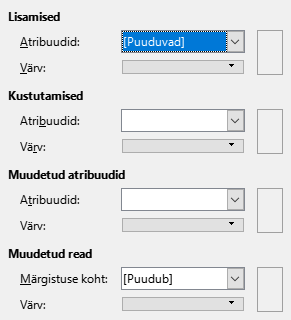 Lisamised
Atribuudid: [Puuduvad]
Värv:
Kustutamised
Atribuudid:
Värv:
Muudetud atribuudid
Atribuudid:
Värv:
Muudetud read
Märgistuse koht: [Puudub]
Värv: